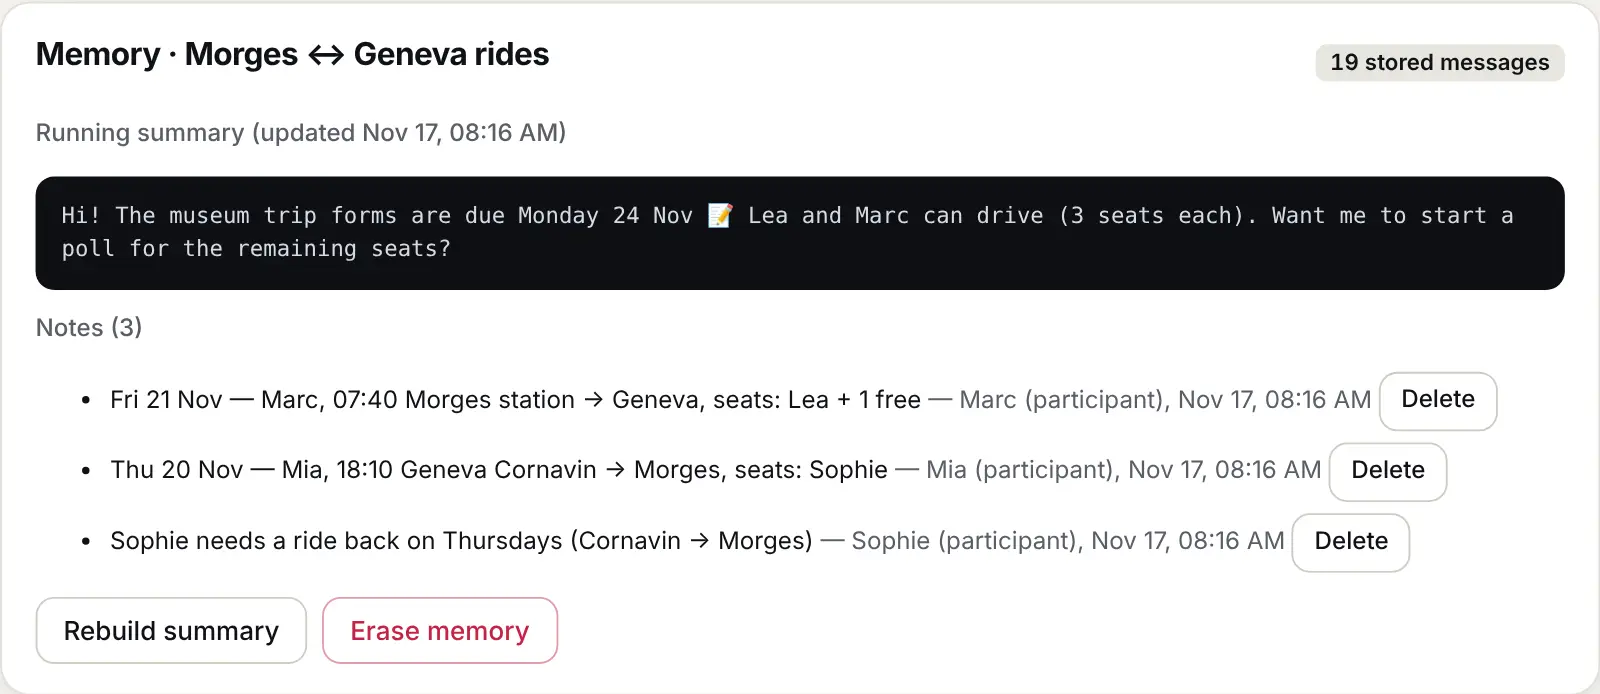 Memory · Morges ↔ Geneva rides
19 stored messages
Running summary (updated Nov 17, 08:16 AM)
Hi! The museum trip forms are due Monday 24 Nov 📝 Lea and Marc can drive (3 seats each). Want me to start a
poll for the remaining seats?
Notes (3)
• Fri 21 Nov — Marc, 07:40 Morges station → Geneva, seats: Lea + 1 free — Marc (participant), Nov 17, 08:16 AM Delete
• Thu 20 Nov — Mia, 18:10 Geneva Cornavin → Morges, seats: Sophie — Mia (participant), Nov 17, 08:16 AM Delete
• Sophie needs a ride back on Thursdays (Cornavin → Morges) — Sophie (participant), Nov 17, 08:16 AM Delete
Rebuild summary Erase memory